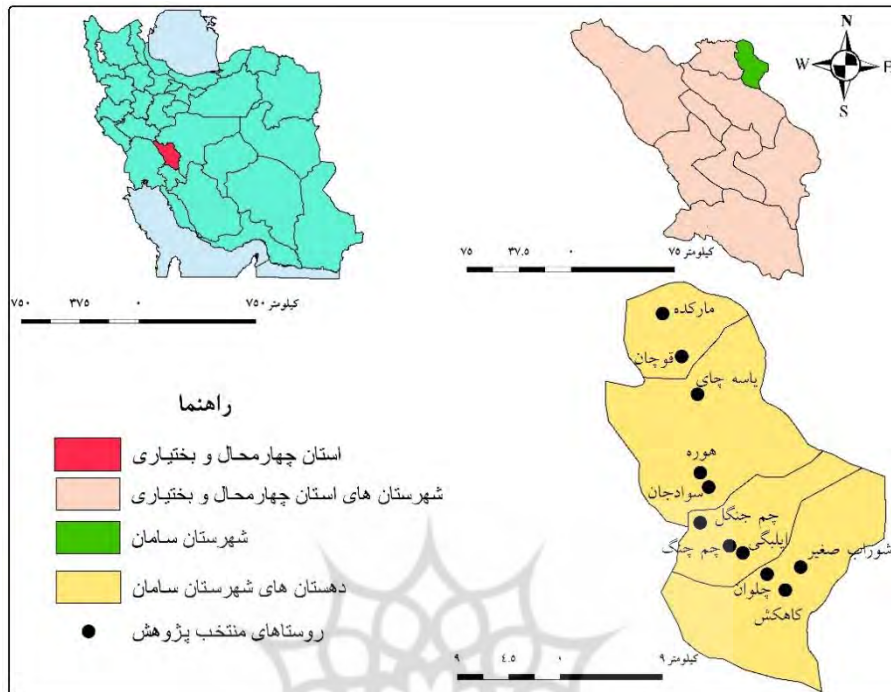 N
W
E
S
۷۵ ۳۷.۵ ۰ ۷۵ کیلومتر
۷۵۰ ۳۷۵ ۰ ۷۵۰ کیلومتر
مارکده
قوچان
یاسه چای
هوره
سوادجان
چم جنگل
ایلبگی
چم چنگ
شوراب صغیر
چلوان
کاهکش
۹ ۴.۵ ۰ ۹ کیلومتر
راهنما
استان چهارمحال و بختیاری
شهرستان های استان چهارمحال و بختیاری
شهرستان سامان
دهستان های شهرستان سامان
روستاهای منتخب پژوهش